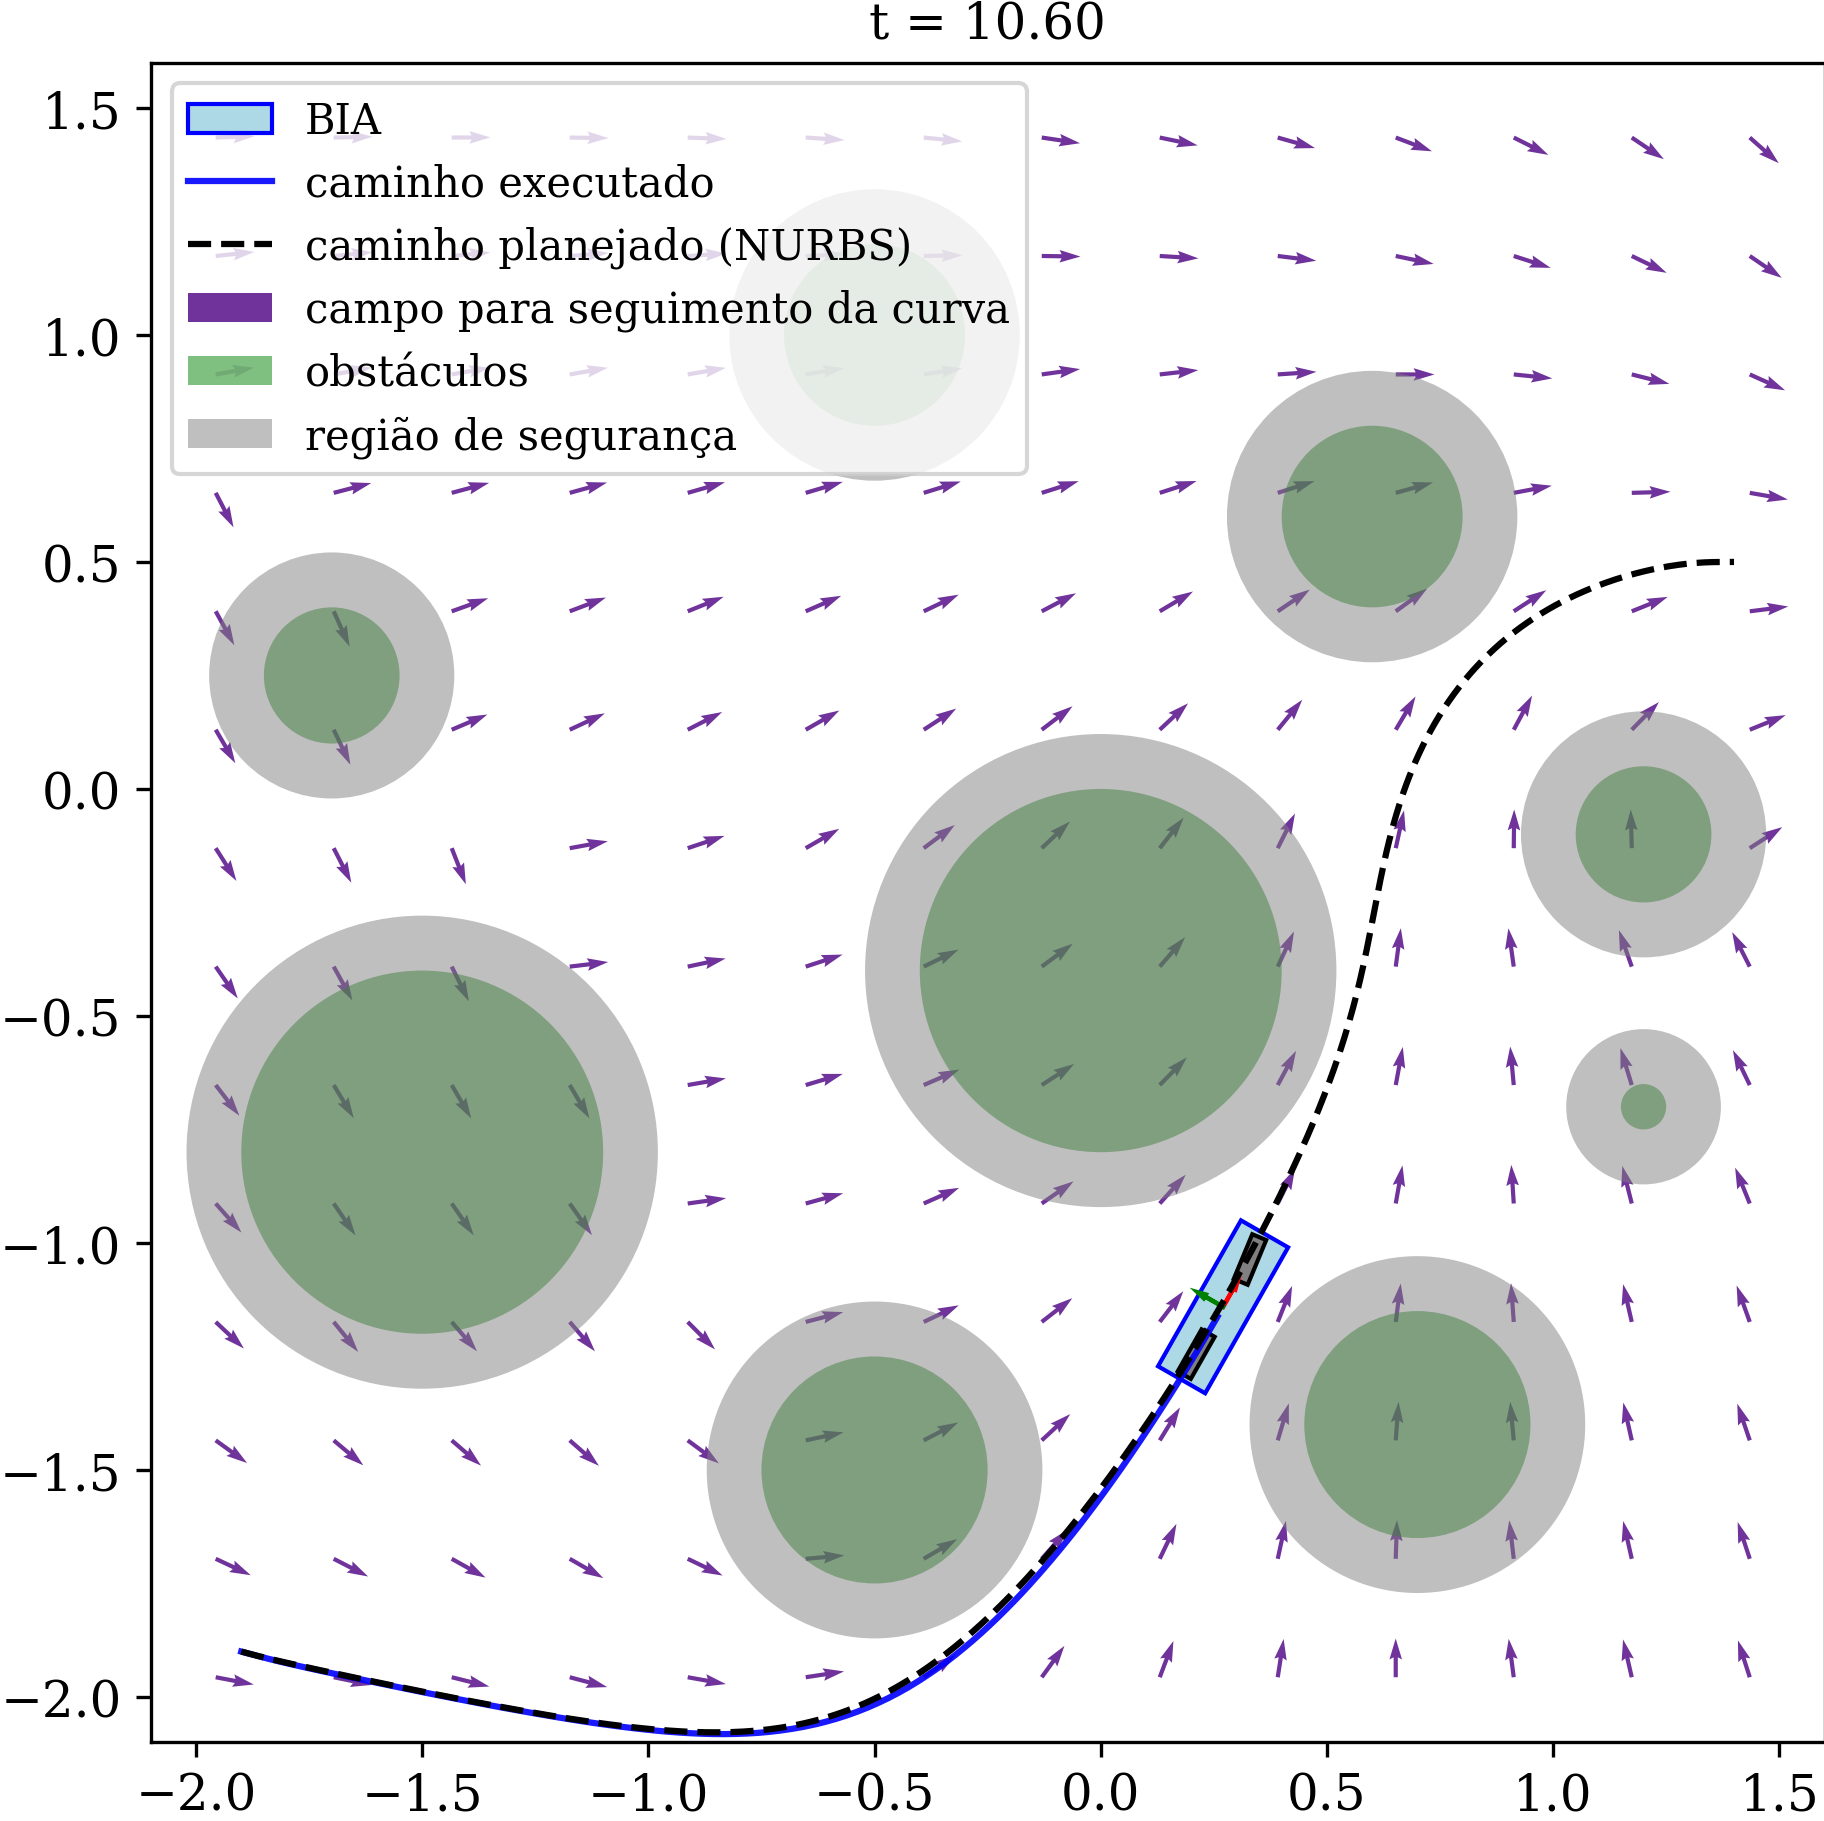 t = 10.60
BIA
caminho executado
caminho planejado (NURBS)
campo para seguimento da curva
obstáculos
região de segurança
1.5
1.0
0.5
0.0
−0.5
−1.0
−1.5
−2.0
−2.0 −1.5 −1.0 −0.5 0.0 0.5 1.0 1.5